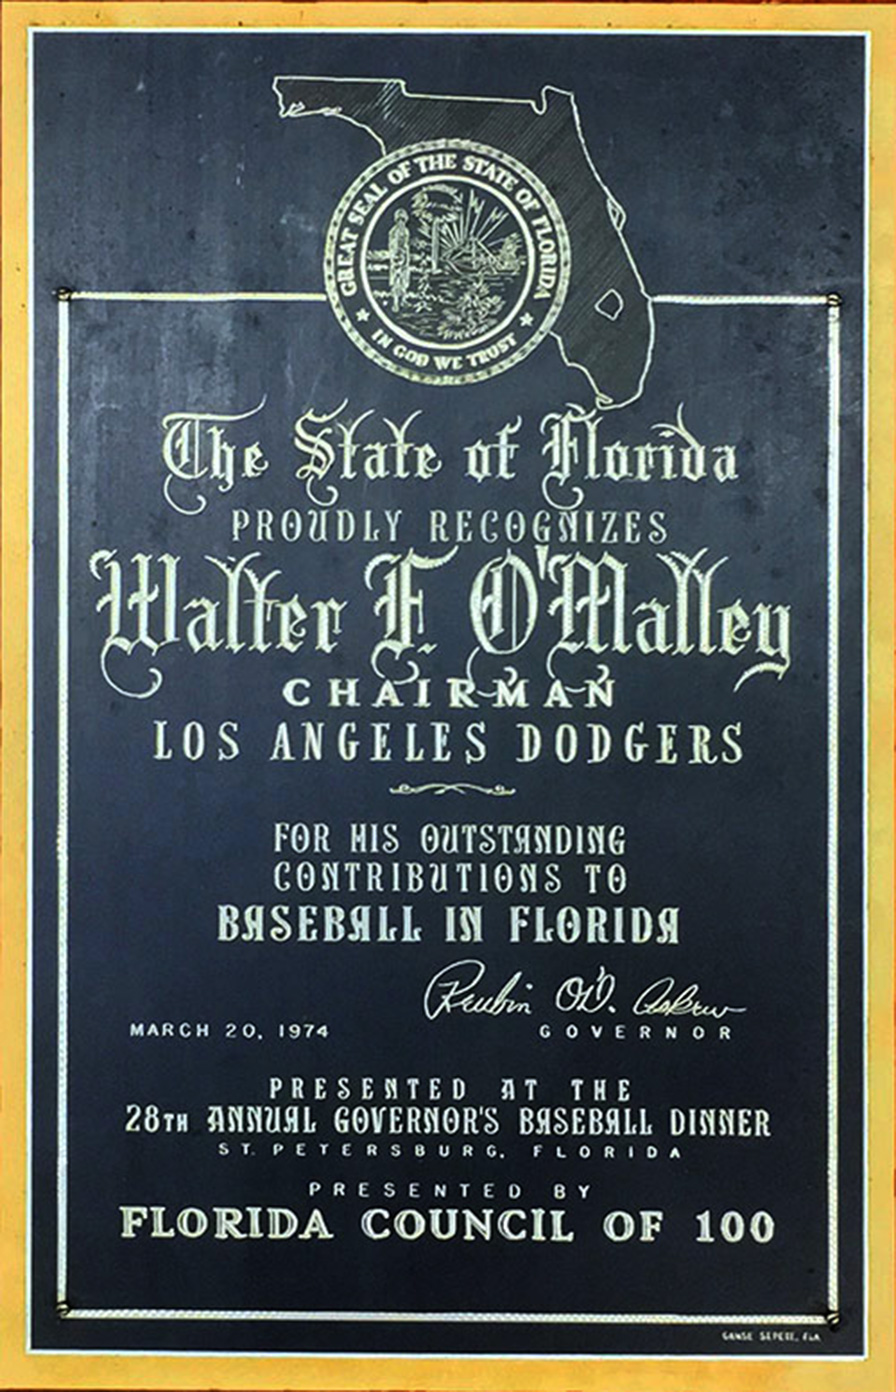 GREAT SEAL OF THE STATE OF FLORIDA
IN GOD WE TRUST
The State of Florida
PROUDLY RECOGNIZES
Walter F. O'Malley
CHAIRMAN
LOS ANGELES DODGERS
FOR HIS OUTSTANDING
CONTRIBUTIONS TO
BASEBALL IN FLORIDA
Reubin O'D. Askew
MARCH 20, 1974 GOVERNOR
PRESENTED AT THE
28TH ANNUAL GOVERNOR'S BASEBALL DINNER
ST. PETERSBURG, FLORIDA
PRESENTED BY
FLORIDA COUNCIL OF 100
FLA